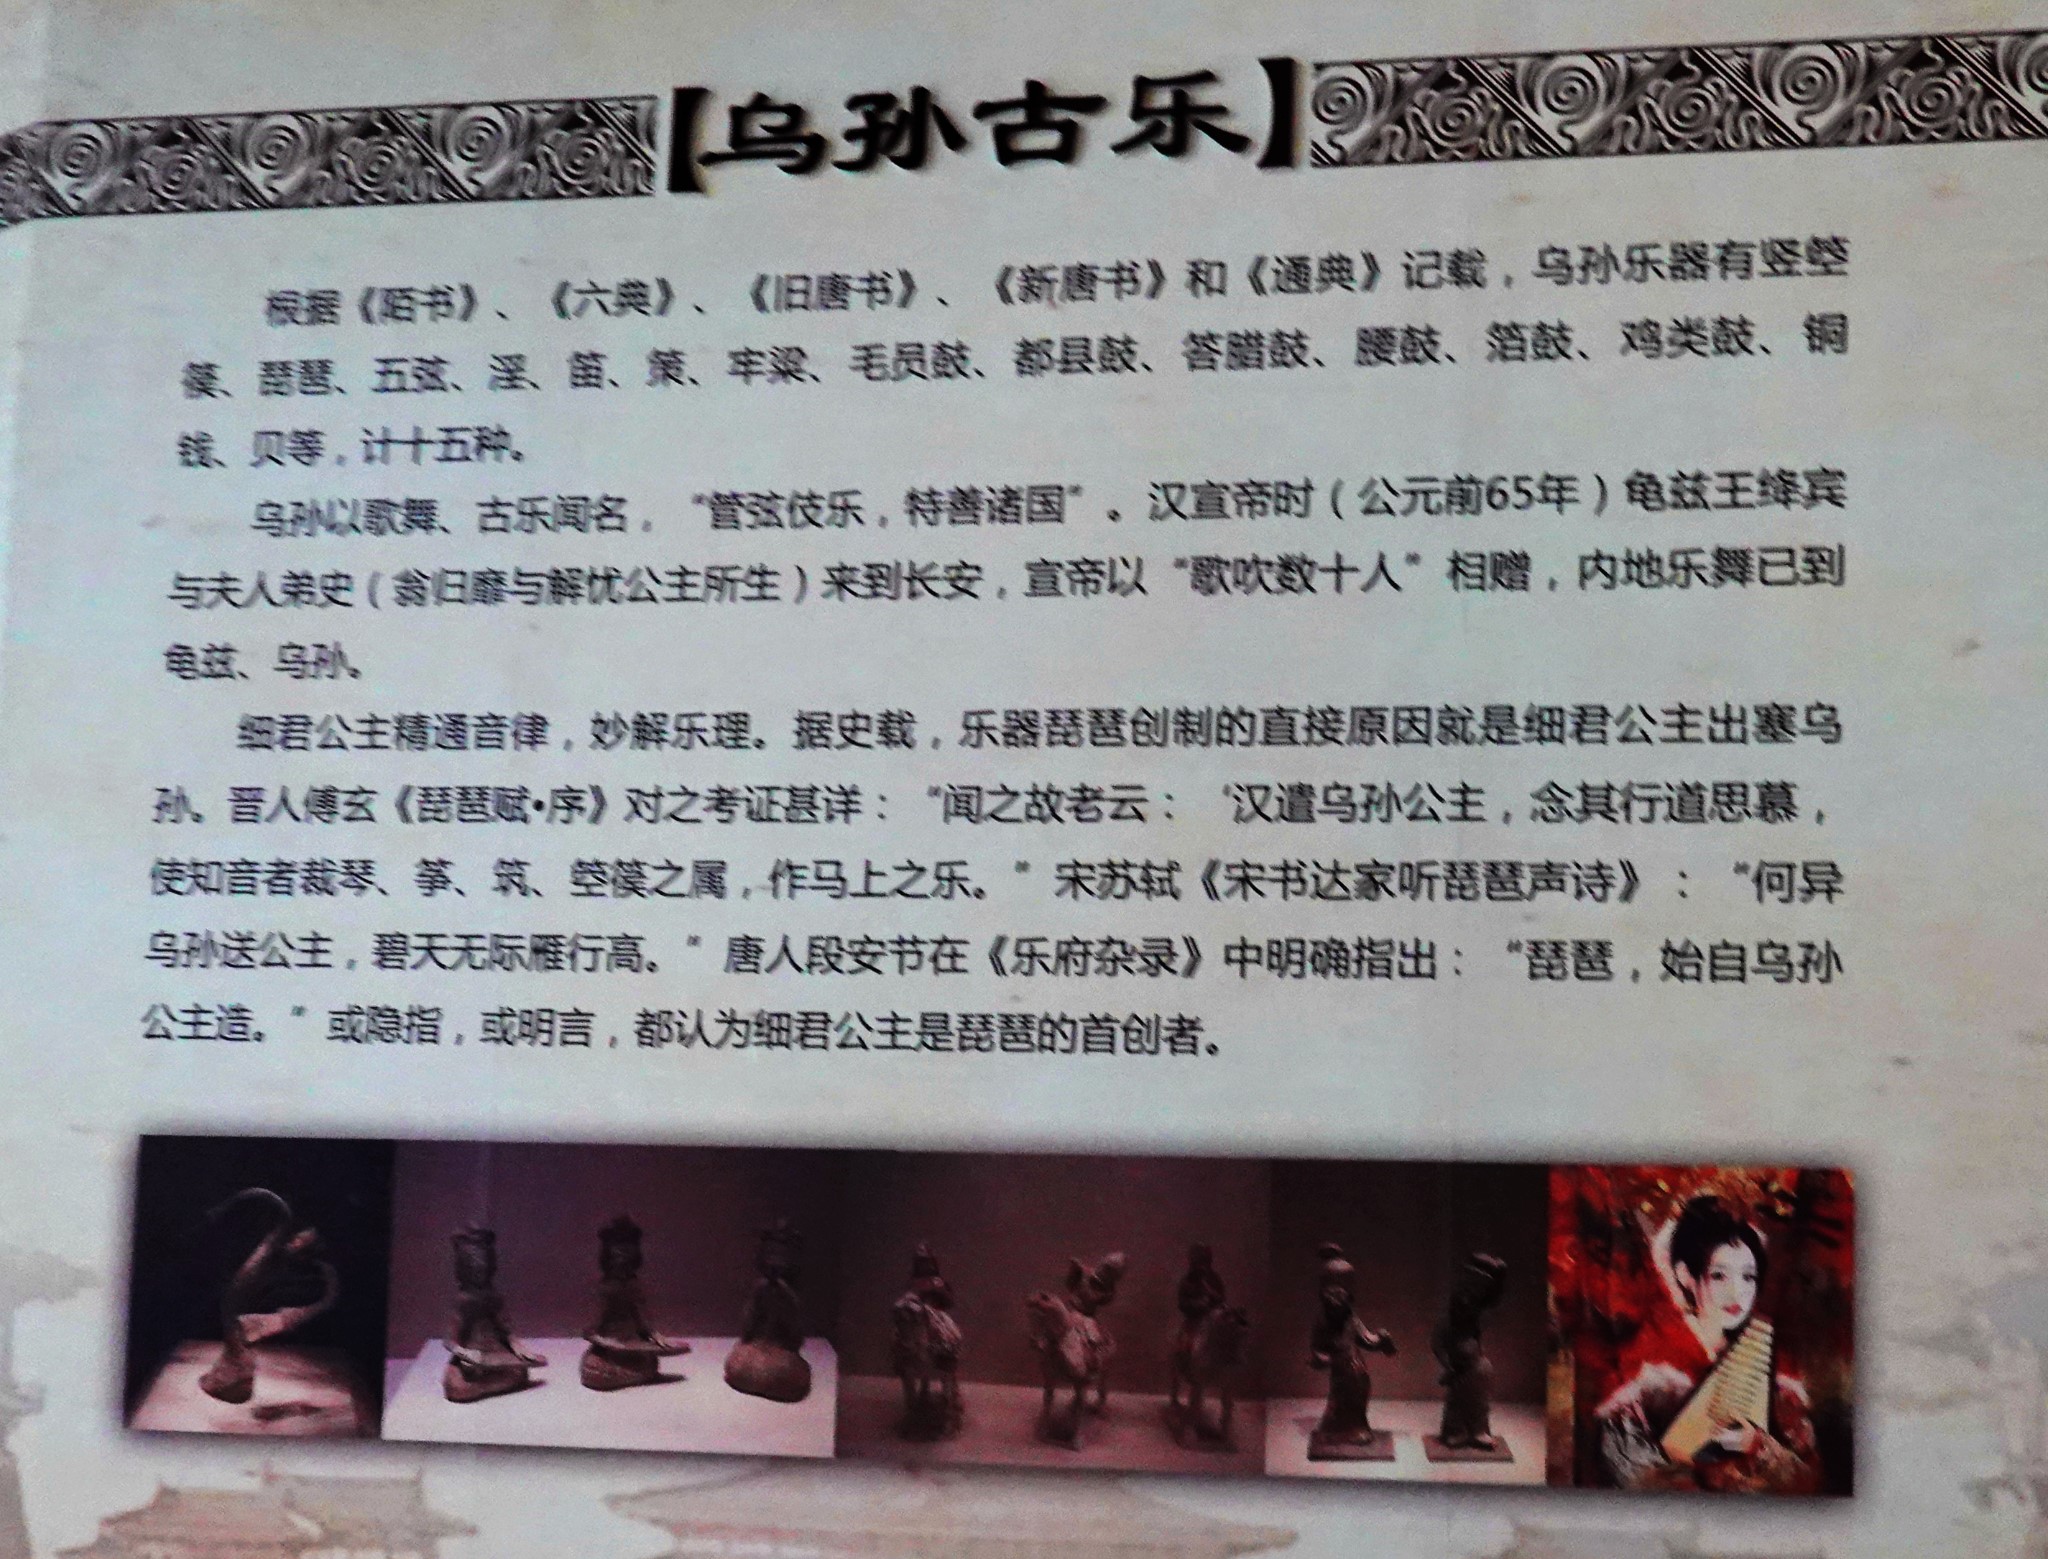 【乌孙古乐】
根据《陌书》、《六典》、《旧唐书》、《新唐书》和《通典》记载，乌孙乐器有竖箜
篌、琵琶、五弦、淫、笛、策、牢梁、毛员鼓、都县鼓、答腊鼓、腰鼓、箔鼓、鸡类鼓、铜
钱、贝等，计十五种。
乌孙以歌舞、古乐闻名，“管弦伎乐，特善诸国”。汉宣帝时（公元前65年）龟兹王绛宾
与夫人弟史（翁归靡与解忧公主所生）来到长安，宣帝以“歌吹数十人”相赠，内地乐舞已到
龟兹、乌孙。
细君公主精通音律，妙解乐理。据史载，乐器琵琶创制的直接原因就是细君公主出塞乌
孙。晋人傅玄《琵琶赋•序》对之考证甚详：“闻之故老云：‘汉遣乌孙公主，念其行道思慕，
使知音者裁琴、筝、筑、箜篌之属，作马上之乐。”宋苏轼《宋书达家听琵琶声诗》：“何异
乌孙送公主，碧天无际雁行高。”唐人段安节在《乐府杂录》中明确指出：“琵琶，始自乌孙
公主造。”或隐指，或明言，都认为细君公主是琵琶的首创者。